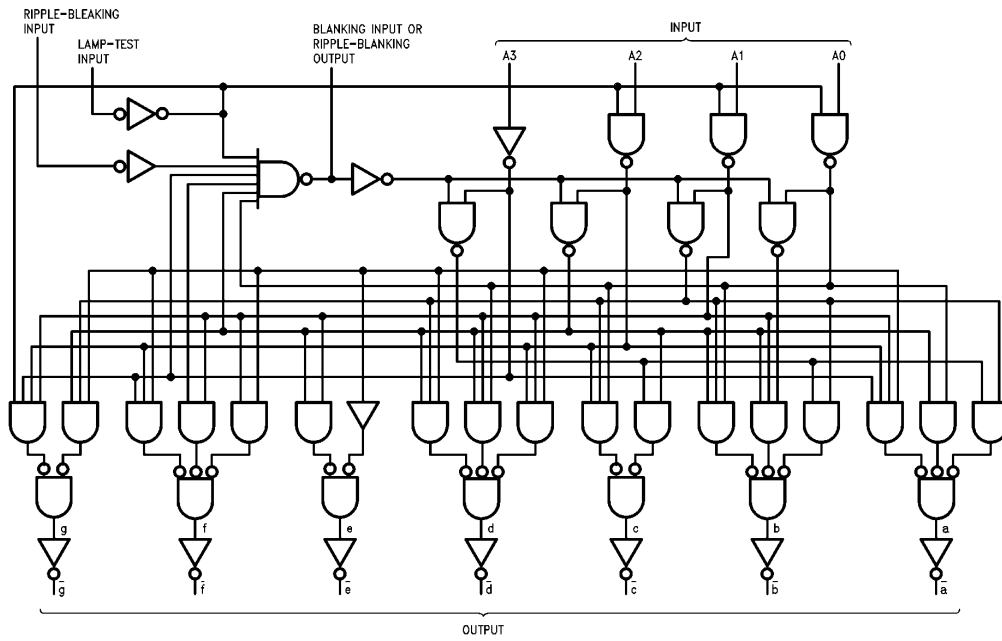 RIPPLE-BLEAKING
INPUT
LAMP-TEST
INPUT
BLANKING INPUT OR
RIPPLE-BLANKING
OUTPUT
INPUT
A3 A2 A1 A0
g f e d c b a
g̅ f̅ e̅ d̅ c̅ b̅ a̅
OUTPUT